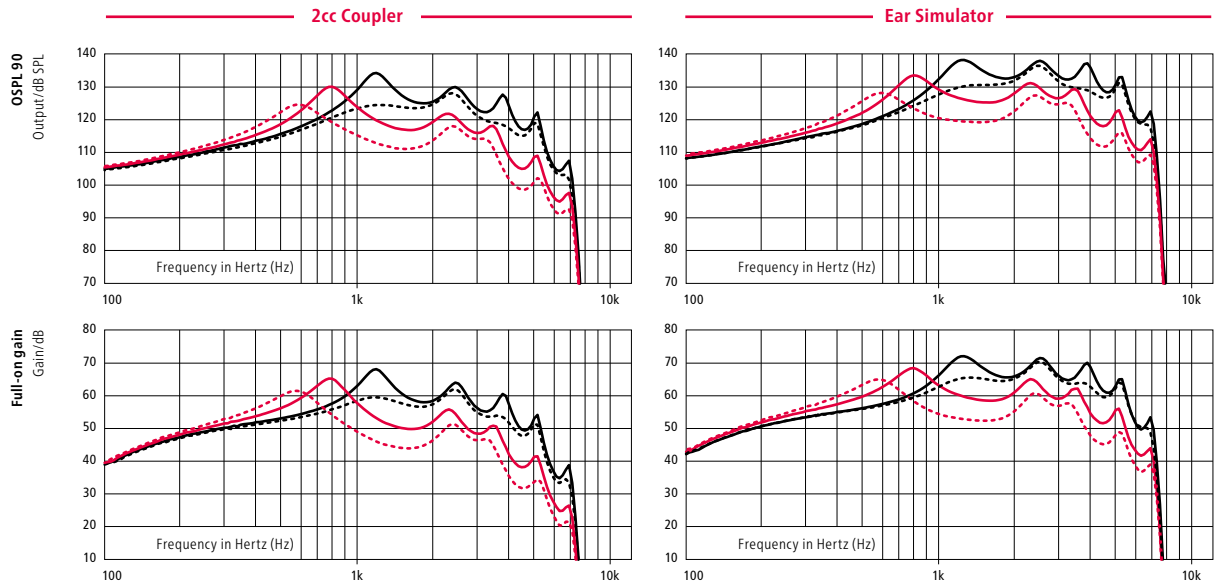 2cc Coupler
Ear Simulator
OSPL 90
Output/dB SPL
140
130
120
110
100
90
80
70
Frequency in Hertz (Hz)
100
1k
10k
140
130
120
110
100
90
80
70
Frequency in Hertz (Hz)
100
1k
10k
Full-on gain
Gain/dB
80
70
60
50
40
30
20
10
Frequency in Hertz (Hz)
100
1k
10k
80
70
60
50
40
30
20
10
Frequency in Hertz (Hz)
100
1k
10k